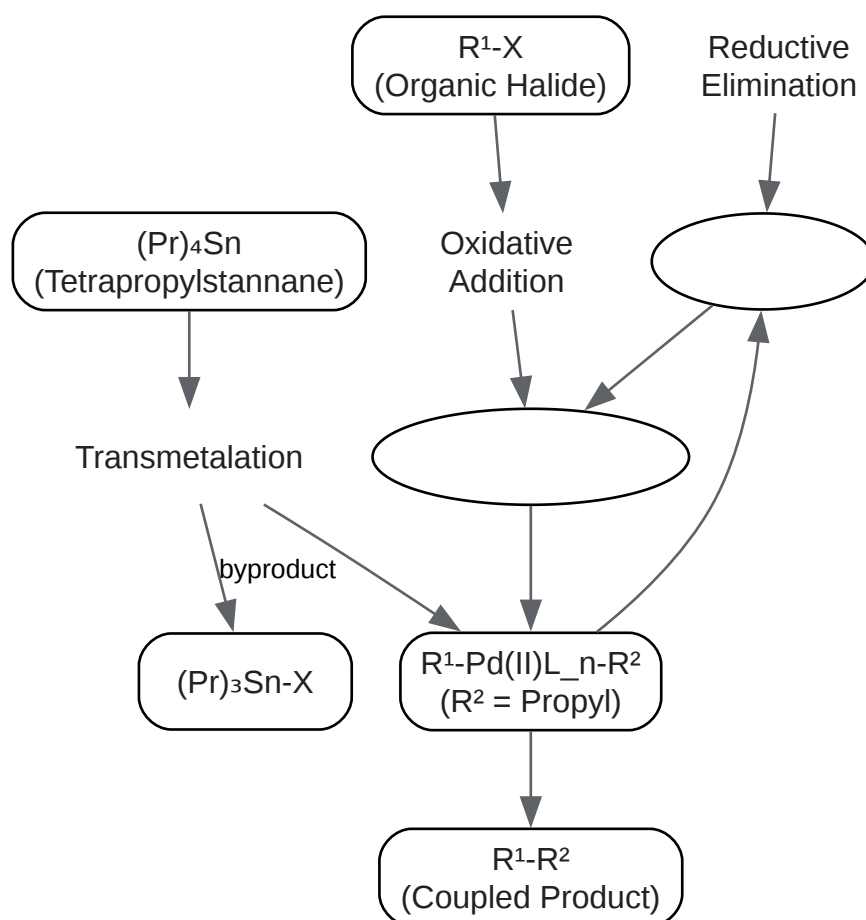 R¹-X
(Organic Halide)
Reductive
Elimination
(Pr)₄Sn
(Tetrapropylstannane)
Oxidative
Addition
Transmetalation
byproduct
(Pr)₃Sn-X
R¹-Pd(II)L_n-R²
(R² = Propyl)
R¹-R²
(Coupled Product)